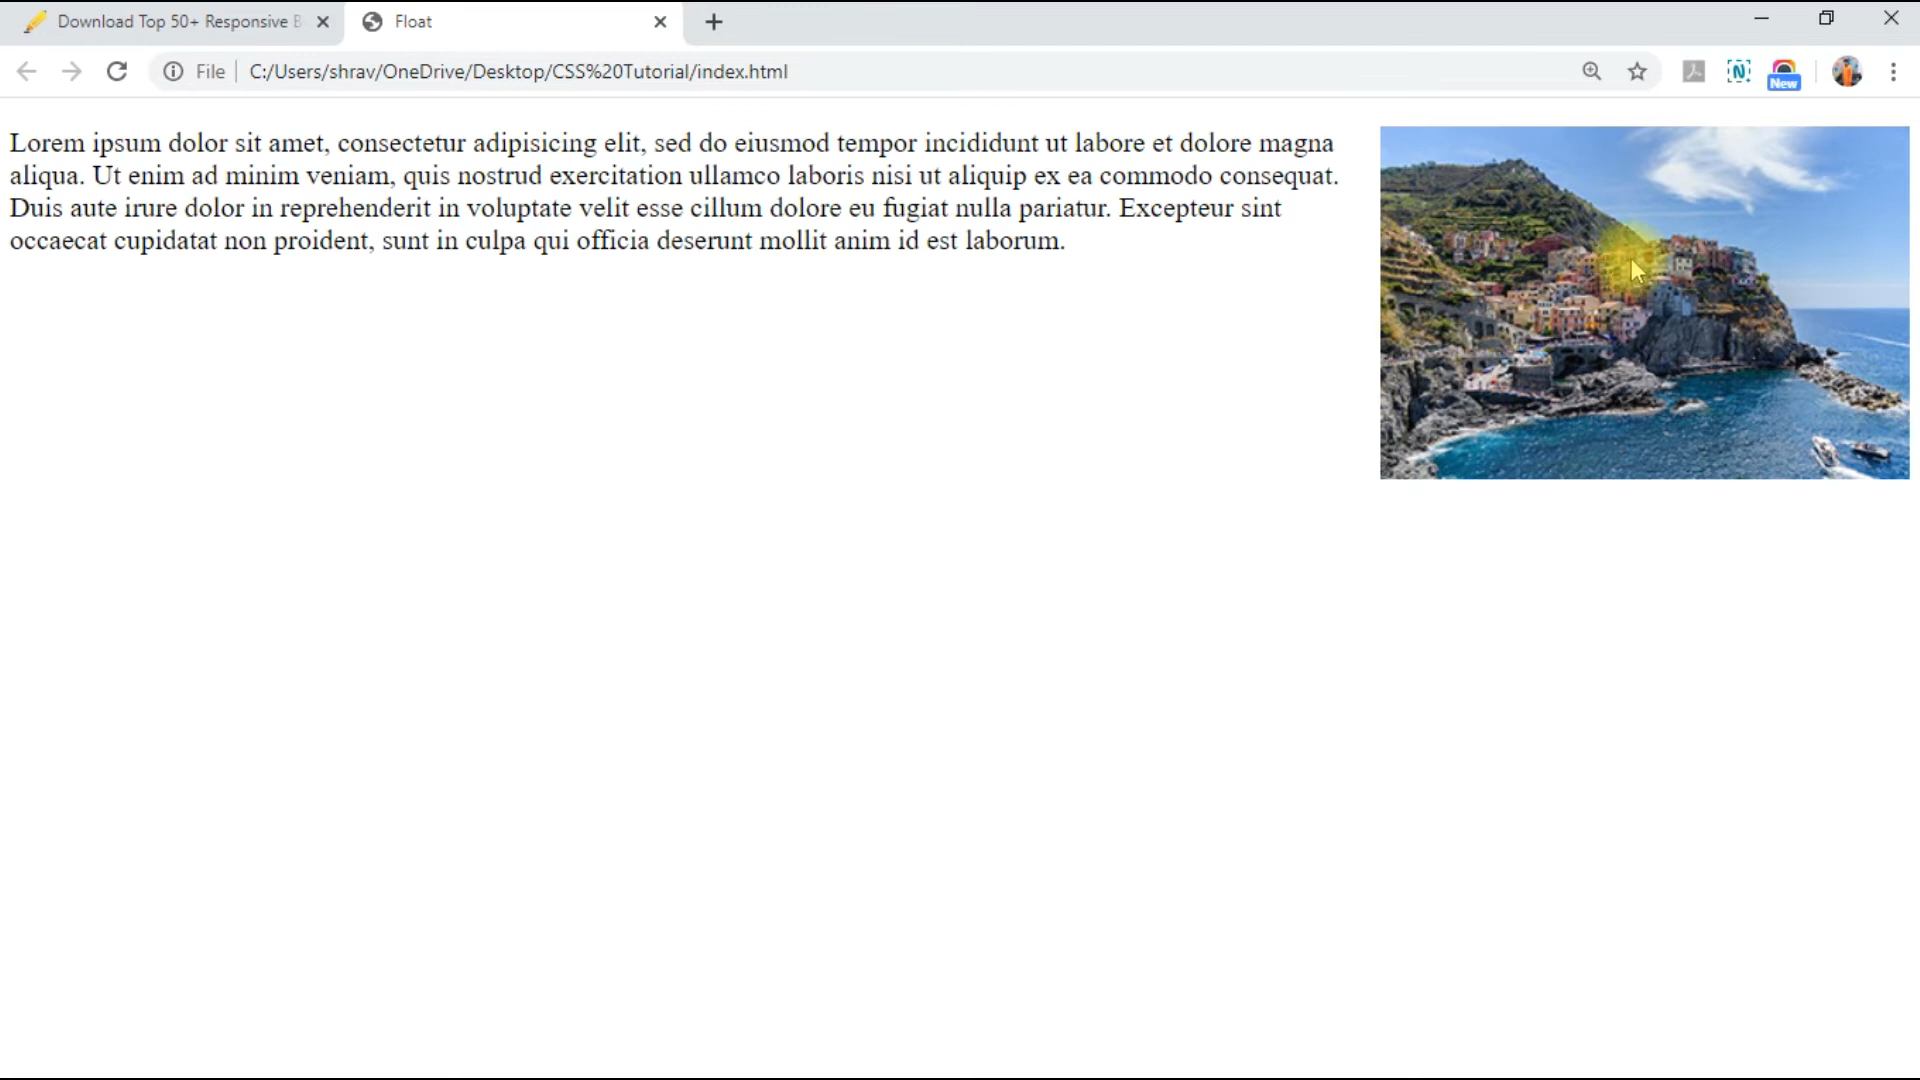 Download Top 50+ Responsive B
Float
File
C:/Users/shrav/OneDrive/Desktop/CSS%20Tutorial/index.html
N
New
Lorem ipsum dolor sit amet, consectetur adipisicing elit, sed do eiusmod tempor incididunt ut labore et dolore magna
aliqua. Ut enim ad minim veniam, quis nostrud exercitation ullamco laboris nisi ut aliquip ex ea commodo consequat.
Duis aute irure dolor in reprehenderit in voluptate velit esse cillum dolore eu fugiat nulla pariatur. Excepteur sint
occaecat cupidatat non proident, sunt in culpa qui officia deserunt mollit anim id est laborum.